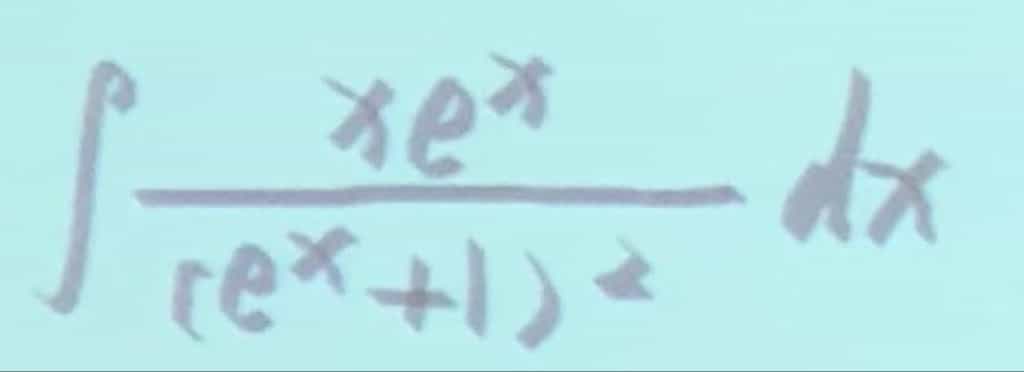 ∫ xe^x / (e^x+1)^2 dx